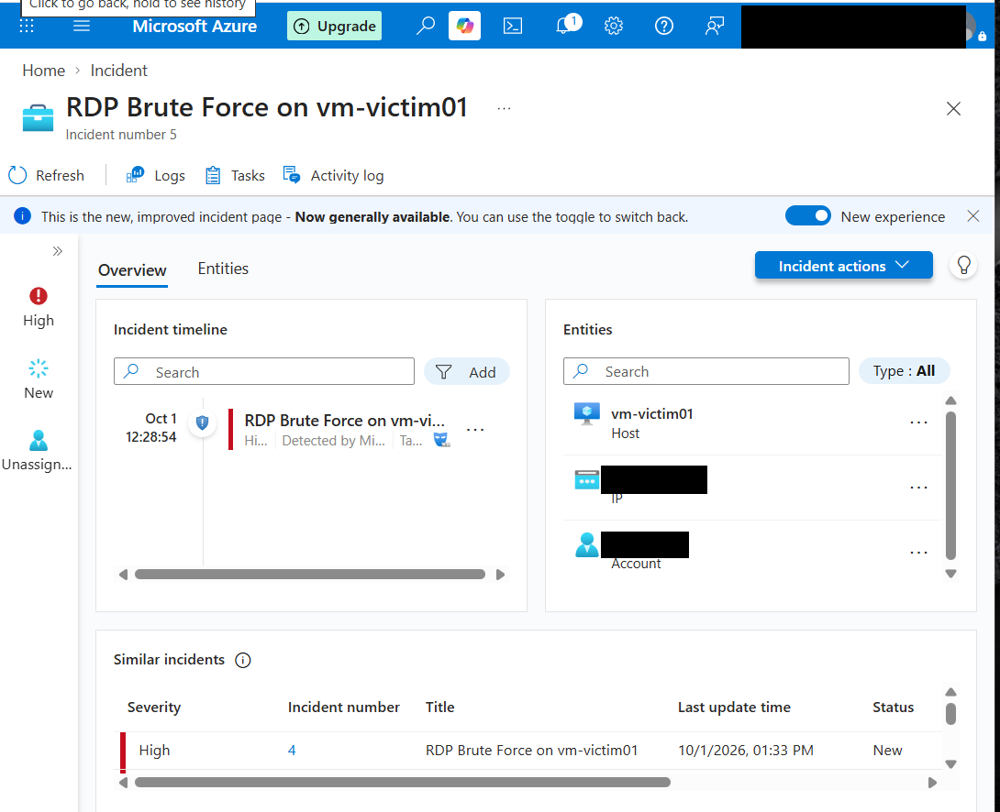 Click to go back, hold to see history
Microsoft Azure
Upgrade
1
Home > Incident
RDP Brute Force on vm-victim01
...
Incident number 5
Refresh Logs Tasks Activity log
This is the new, improved incident page - Now generally available. You can use the toggle to switch back. New experience
High
New
Unassign...
Overview Entities
Incident actions
Incident timeline
Search
Add
Oct 1
12:28:54
RDP Brute Force on vm-vi...
Hi... Detected by Mi... Ta...
Entities
Search
Type : All
vm-victim01
Host
IP
Account
Similar incidents
Severity Incident number Title Last update time Status
High 4 RDP Brute Force on vm-victim01 10/1/2026, 01:33 PM New